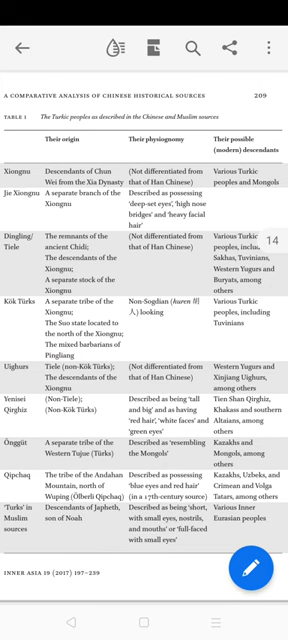 A COMPARATIVE ANALYSIS OF CHINESE HISTORICAL SOURCES 209
TABLE 1 The Turkic peoples as described in the Chinese and Muslim sources
Their origin Their physiognomy Their possible
(modern) descendants
Xiongnu Descendants of Chun (Not differentiated from Various Turkic
Wei from the Xia Dynasty that of Han Chinese) peoples and Mongols
Jie Xiongnu A separate branch of the Described as possessing
Xiongnu 'deep-set eyes', 'high nose
bridges' and 'heavy facial
hair'
Dingling/ The remnants of the (Not differentiated from Various Turkic
Tiele ancient Chidi; that of Han Chinese) peoples,
The descendants of the Sakhas, Tuvinians,
Xiongnu; Western Yugurs and
A separate stock of the Buryats, among
Xiongnu others
14
Kök Türks A separate tribe of the Non-Sogdian (huren 胡 Various Turkic
Xiongnu; 人) looking peoples, including
The Suo state located to Tuvinians
the north of the Xiongnu;
The mixed barbarians of
Pingliang
Uighurs Tiele (non-Kök Türks); (Not differentiated from Western Yugurs and
The descendants of the that of Han Chinese) Xinjiang Uighurs,
Xiongnu among others
Yenisei (Non-Tiele); Described as being 'tall Tien Shan Qirghiz,
Qirghiz (Non-Kök Türks) and big' and as having Khakass and southern
'red hair', 'white faces' and Altaians, among
'green eyes' others
Önggüt A separate tribe of the Described as 'resembling Kazakhs and
Western Tujue (Türks) the Mongols' Mongols, among
others
Qipchaq The tribe of the Andahan Described as possessing Kazakhs, Uzbeks, and
Mountain, north of 'blue eyes and red hair' Crimean and Volga
Wuping (Ölberli Qipchaq) (in a 17th-century source) Tatars, among others
'Turks' in Descendants of Japheth, Described as being 'short, Various Inner
Muslim son of Noah with small eyes, nostrils, Eurasian peoples
sources and mouths' or 'full-faced
with small eyes'
INNER ASIA 19 (2017) 197–239